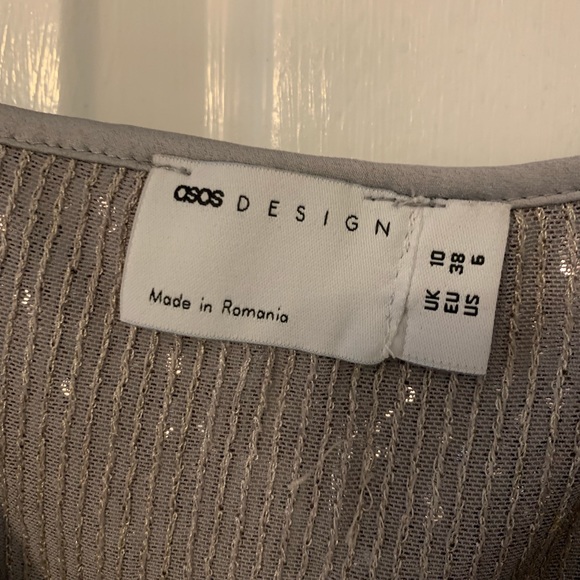 asos DESIGN
Made in Romania
UK 10
EU 38
US 6